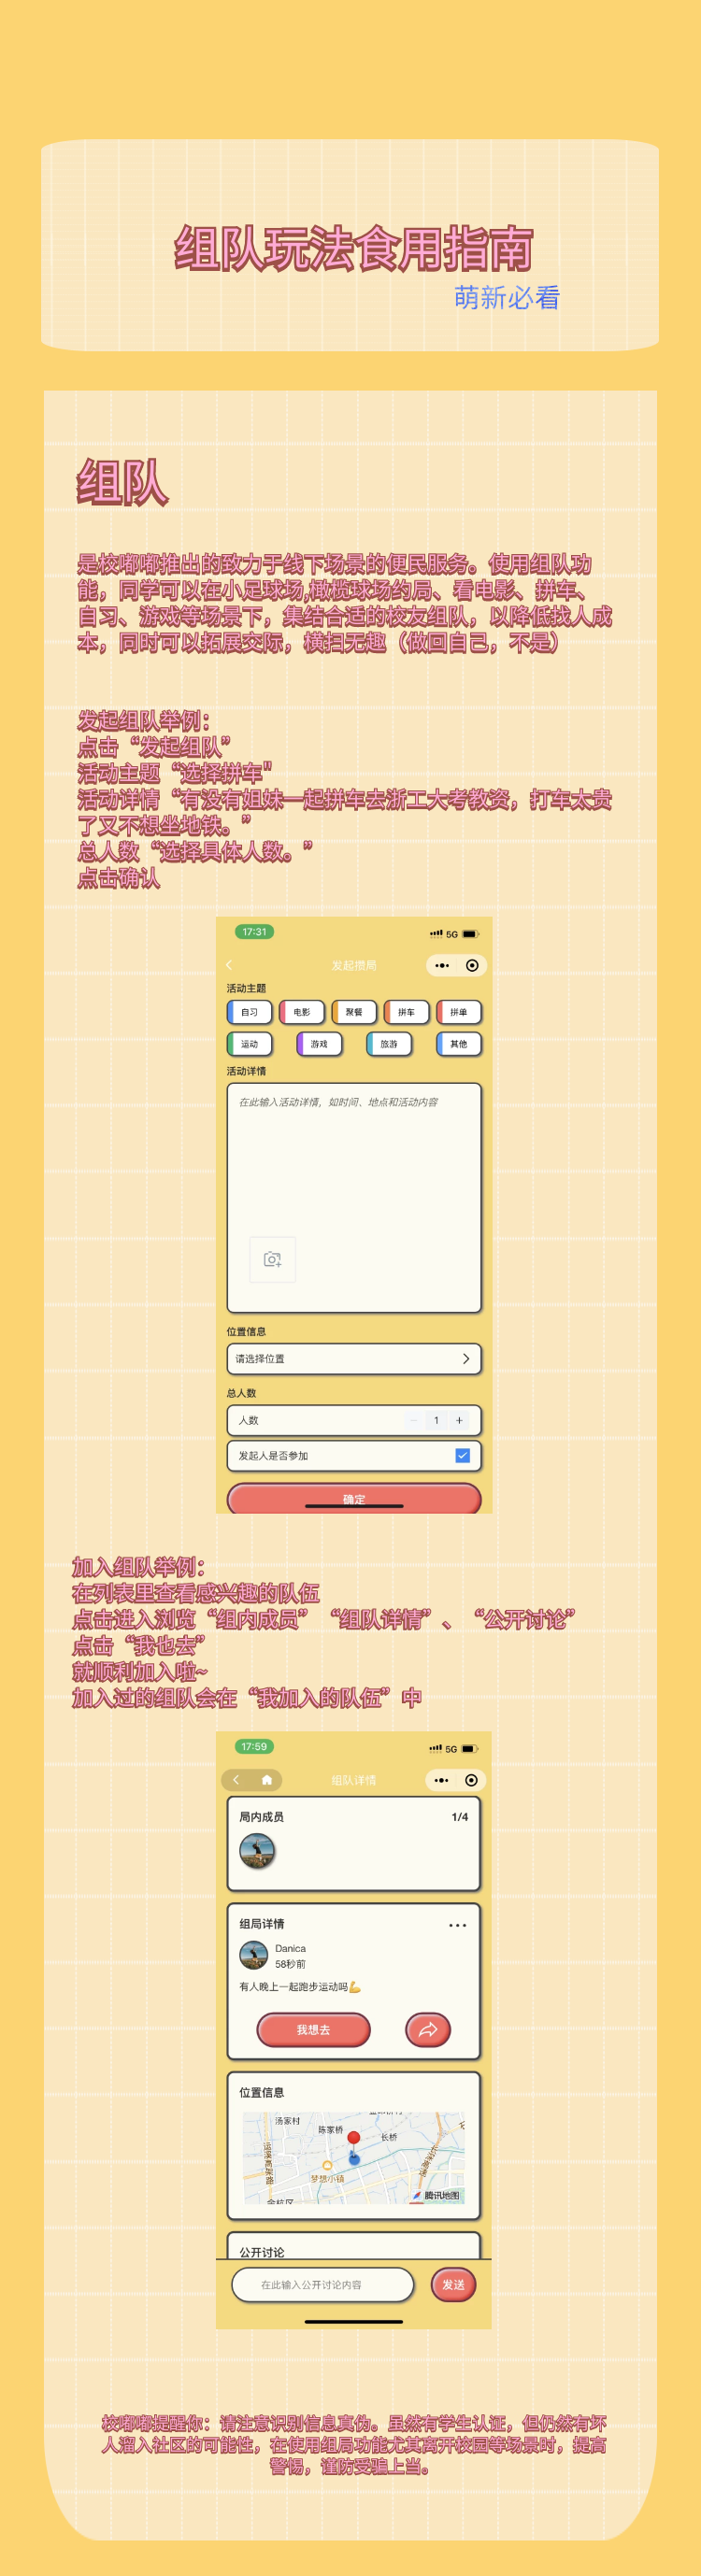 组队玩法食用指南
萌新必看
组队
是校嘟嘟推出的致力于线下场景的便民服务。使用组队功
能，同学可以在小足球场,橄榄球场约局、看电影、拼车、
自习、游戏等场景下，集结合适的校友组队，以降低找人成
本，同时可以拓展交际，横扫无趣（做回自己，不是）
发起组队举例：
点击“发起组队”
活动主题“选择拼车"
活动详情“有没有姐妹一起拼车去浙工大考教资，打车太贵
了又不想坐地铁。”
总人数“选择具体人数。”
点击确认
17:31 5G
发起攒局
活动主题
自习 电影 聚餐 拼车 拼单
运动 游戏 旅游 其他
活动详情
在此输入活动详情，如时间、地点和活动内容
位置信息
请选择位置
总人数
人数 − 1 +
发起人是否参加
确定
加入组队举例：
在列表里查看感兴趣的队伍
点击进入浏览“组内成员”“组队详情”、“公开讨论”
点击“我也去”
就顺利加入啦~
加入过的组队会在“我加入的队伍”中
17:59 5G
组队详情
局内成员 1/4
组局详情
Danica
58秒前
有人晚上一起跑步运动吗💪
我想去
位置信息
汤家村
陈家桥
长桥
梦想小镇
腾讯地图
公开讨论
在此输入公开讨论内容 发送
校嘟嘟提醒你：请注意识别信息真伪。虽然有学生认证，但仍然有坏
人溜入社区的可能性，在使用组局功能尤其离开校园等场景时，提高
警惕，谨防受骗上当。